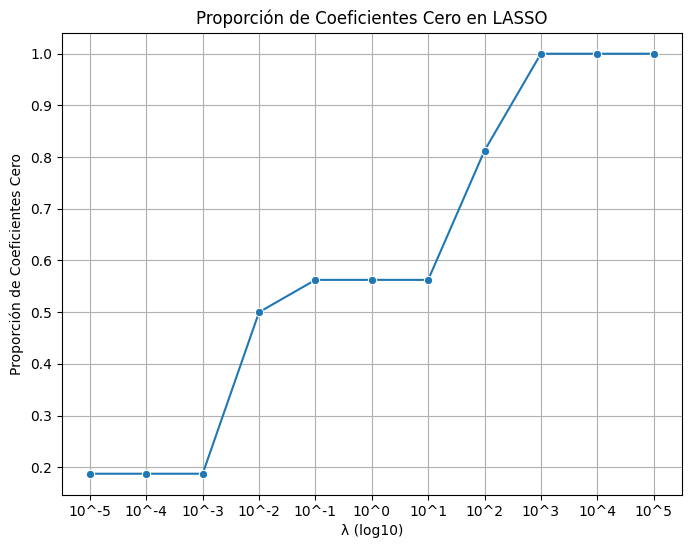 Proporción de Coeficientes Cero en LASSO
Proporción de Coeficientes Cero
1.0
0.9
0.8
0.7
0.6
0.5
0.4
0.3
0.2
10^-5 10^-4 10^-3 10^-2 10^-1 10^0 10^1 10^2 10^3 10^4 10^5
λ (log10)